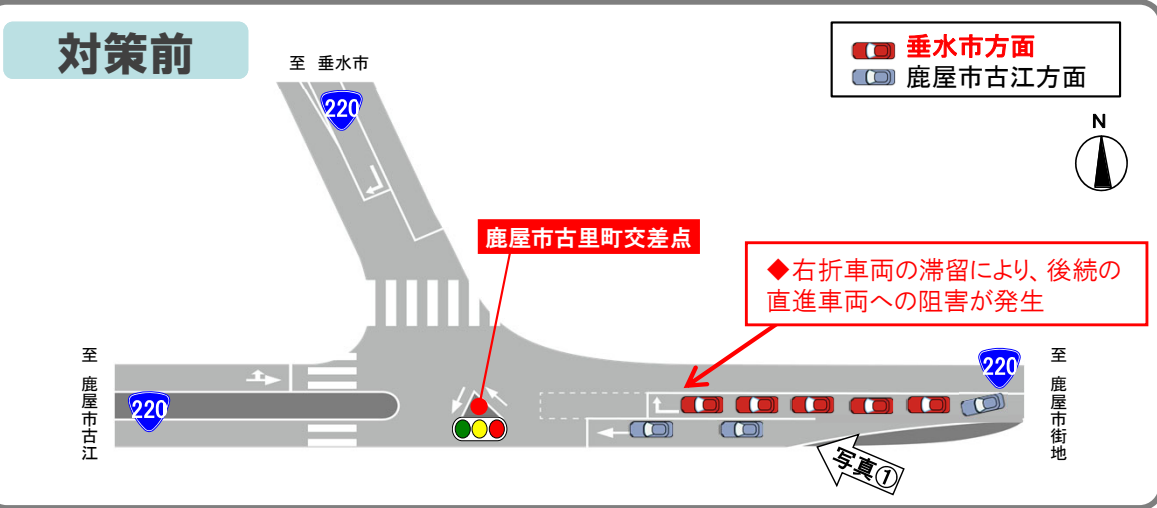 対策前
至 垂水市
220
垂水市方面
鹿屋市古江方面
N
鹿屋市古里町交差点
◆右折車両の滞留により、後続の
直進車両への阻害が発生
至 鹿屋市古江
220
220
至 鹿屋市街地
写真①